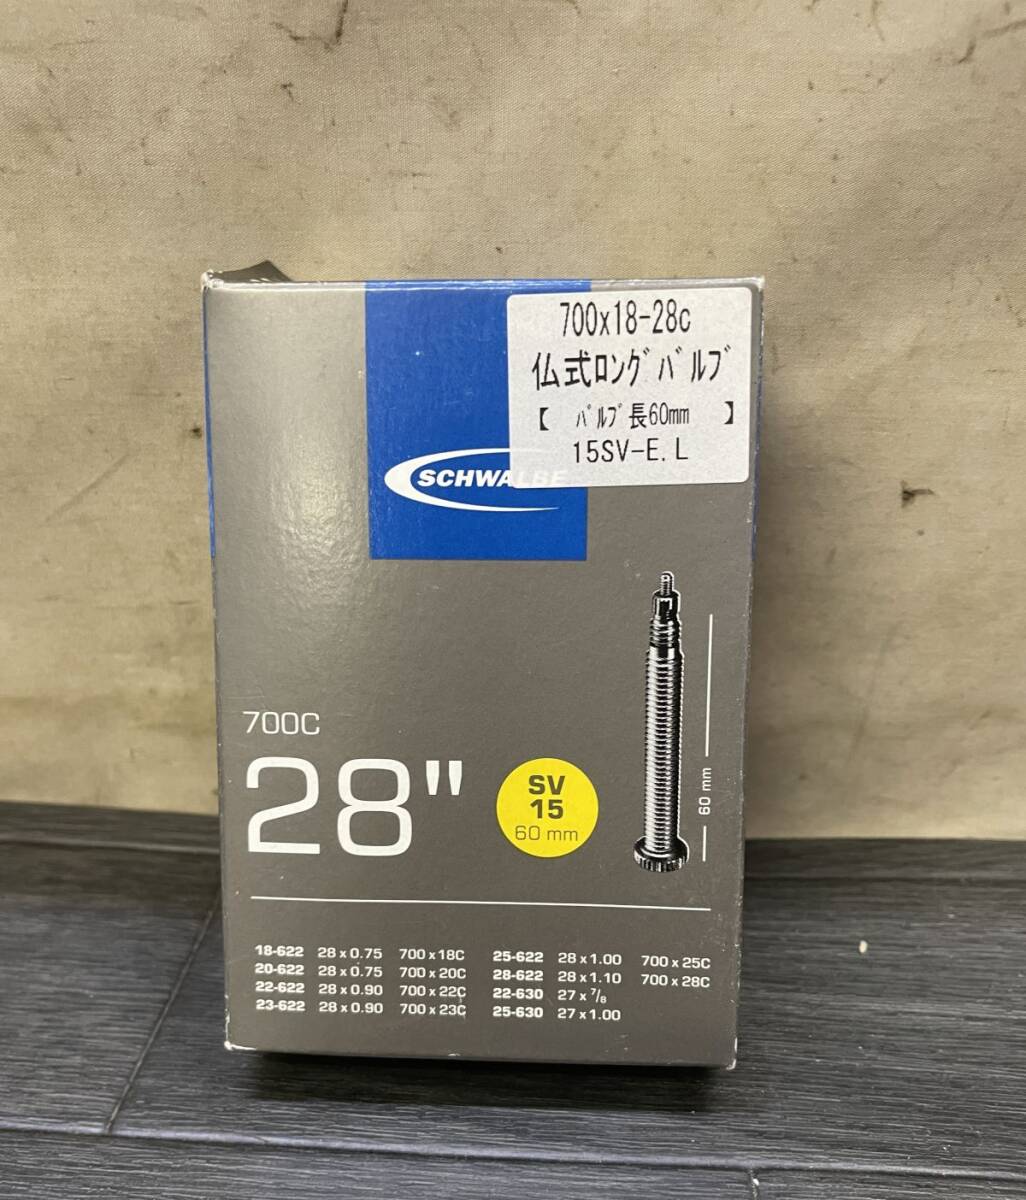 700x18-28c
仏式ロングバルブ
【 バルブ長60mm 】
15SV-E.L
SCHWALBE
60 mm
700C
28"
SV
15
60 mm
18-622 28 x 0.75 700 x 18C 25-622 28 x 1.00 700 x 25C
20-622 28 x 0.75 700 x 20C 28-622 28 x 1.10 700 x 28C
22-622 28 x 0.90 700 x 22C 22-630 27 x 7/8
23-622 28 x 0.90 700 x 23C 25-630 27 x 1.00